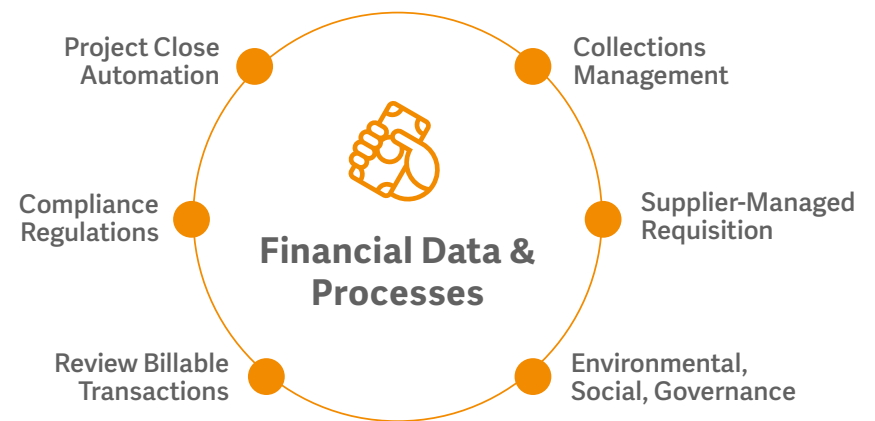 Project Close
Automation
Collections
Management
Compliance
Regulations
Financial Data &
Processes
Supplier-Managed
Requisition
Review Billable
Transactions
Environmental,
Social, Governance